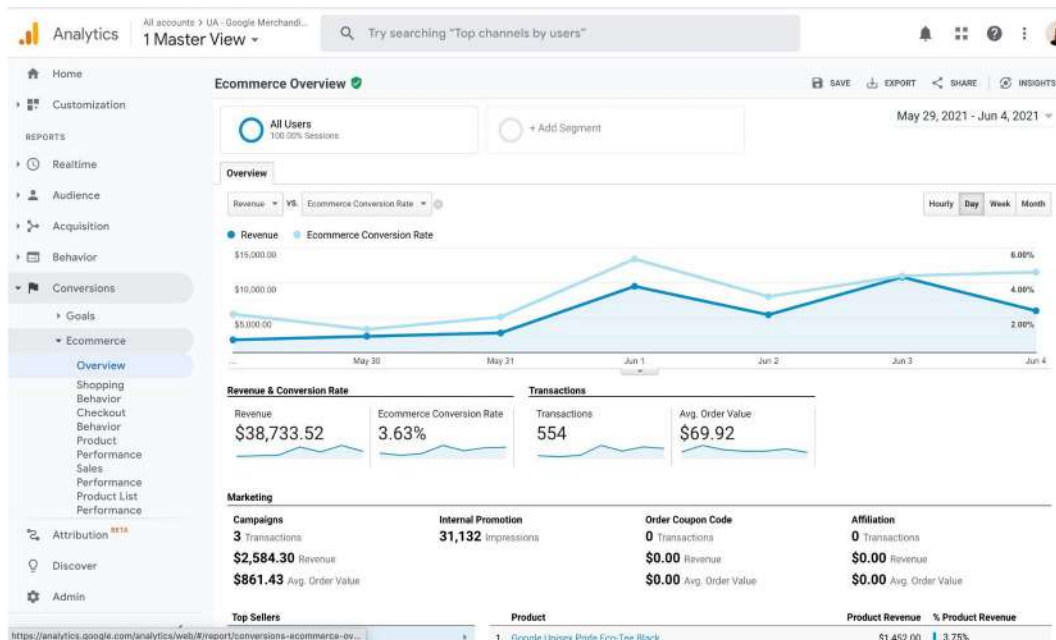 Analytics
All accounts > UA - Google Merchandi...
1 Master View
Try searching "Top channels by users"
Home
Customization
REPORTS
Realtime
Audience
Acquisition
Behavior
Conversions
Goals
Ecommerce
Overview
Shopping
Behavior
Checkout
Behavior
Product
Performance
Sales
Performance
Product List
Performance
Attribution BETA
Discover
Admin
https://analytics.google.com/analytics/web/#/report/conversions-ecommerce-ov...
Ecommerce Overview
SAVE EXPORT SHARE INSIGHTS
All Users
100.00% Sessions
+ Add Segment
May 29, 2021 - Jun 4, 2021
Overview
Revenue VS. Ecommerce Conversion Rate
Hourly Day Week Month
Revenue Ecommerce Conversion Rate
$15,000.00 6.00%
$10,000.00 4.00%
$5,000.00 2.00%
... May 30 May 31 Jun 1 Jun 2 Jun 3 Jun 4
Revenue & Conversion Rate
Revenue
$38,733.52
Ecommerce Conversion Rate
3.63%
Transactions
Transactions
554
Avg. Order Value
$69.92
Marketing
Campaigns
3 Transactions
$2,584.30 Revenue
$861.43 Avg. Order Value
Internal Promotion
31,132 Impressions
Order Coupon Code
0 Transactions
$0.00 Revenue
$0.00 Avg. Order Value
Affiliation
0 Transactions
$0.00 Revenue
$0.00 Avg. Order Value
Top Sellers
Product Product Revenue % Product Revenue
1. Google Unisex Pride Eco-Tee Black $1,452.00 3.75%